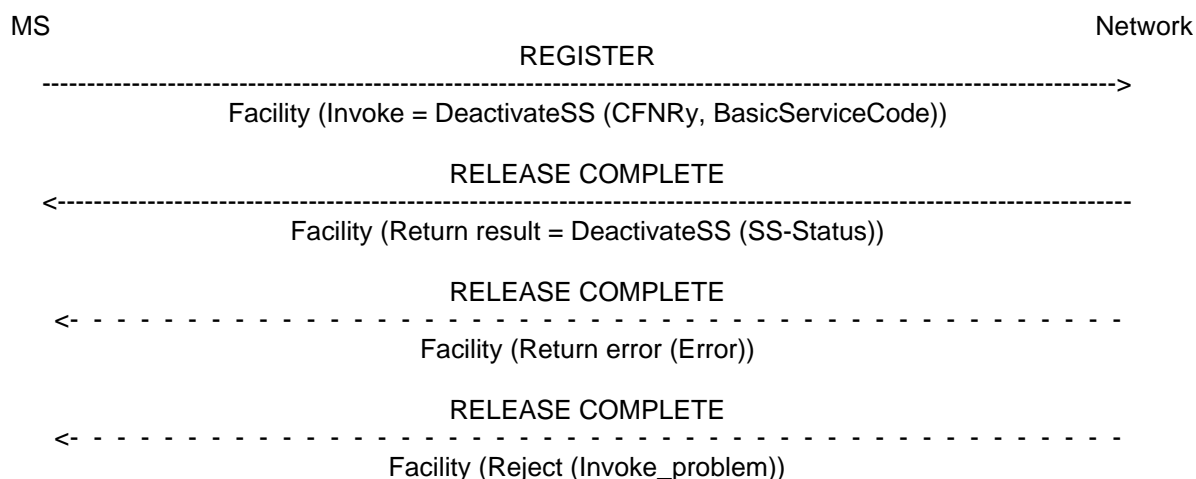 MS Network
REGISTER
Facility (Invoke = DeactivateSS (CFNRy, BasicServiceCode))
RELEASE COMPLETE
Facility (Return result = DeactivateSS (SS-Status))
RELEASE COMPLETE
Facility (Return error (Error))
RELEASE COMPLETE
Facility (Reject (Invoke_problem))